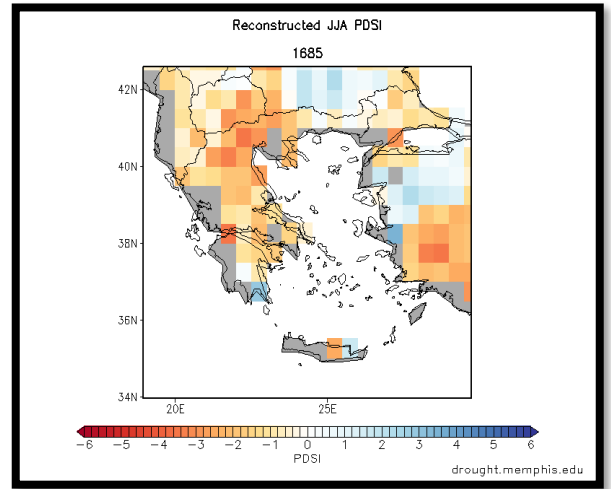 Reconstructed JJA PDSI
1685
42N
40N
38N
36N
34N
20E 25E
-6 -5 -4 -3 -2 -1 0 1 2 3 4 5 6
PDSI
drought.memphis.edu